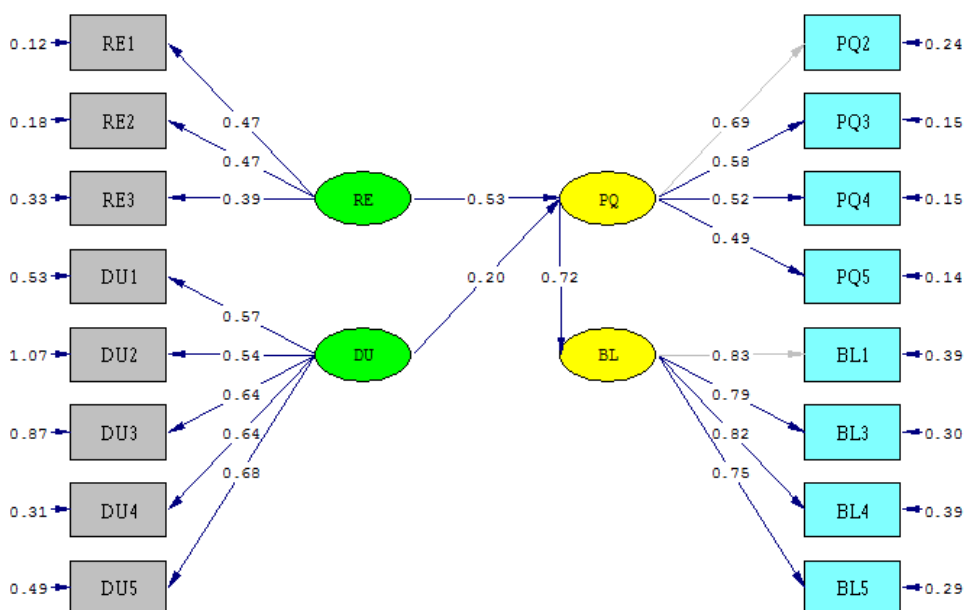 0.12 RE1 PQ2 0.24
0.47 0.69
0.18 RE2 PQ3 0.15
0.47 0.58
0.33 RE3 0.39 RE 0.53 PQ 0.52 PQ4 0.15
0.49
0.53 DU1 0.20 0.72 PQ5 0.14
0.57
1.07 DU2 0.54 DU BL 0.83 BL1 0.39
0.64 0.79
0.87 DU3 BL3 0.30
0.64 0.82
0.68 0.75
0.31 DU4 BL4 0.39
0.49 DU5 BL5 0.29